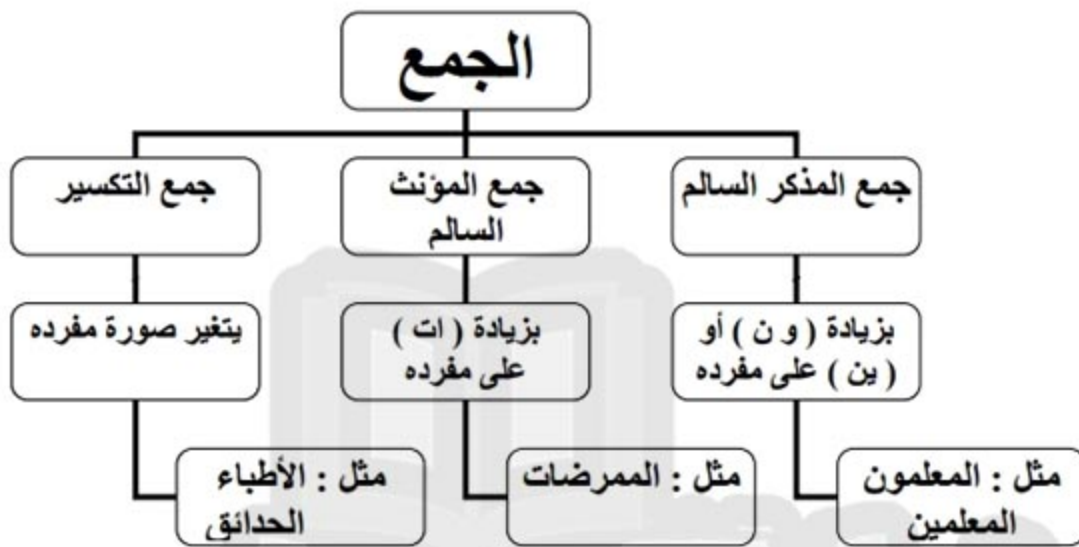 الجمع
جمع المذكر السالم
جمع المؤنث
السالم
جمع التكسير
بزيادة ( و ن ) أو
( ين ) على مفرده
بزيادة ( ات )
على مفرده
يتغير صورة مفرده
مثل : المعلمون
المعلمين
مثل : الممرضات
مثل : الأطباء
الحدائق